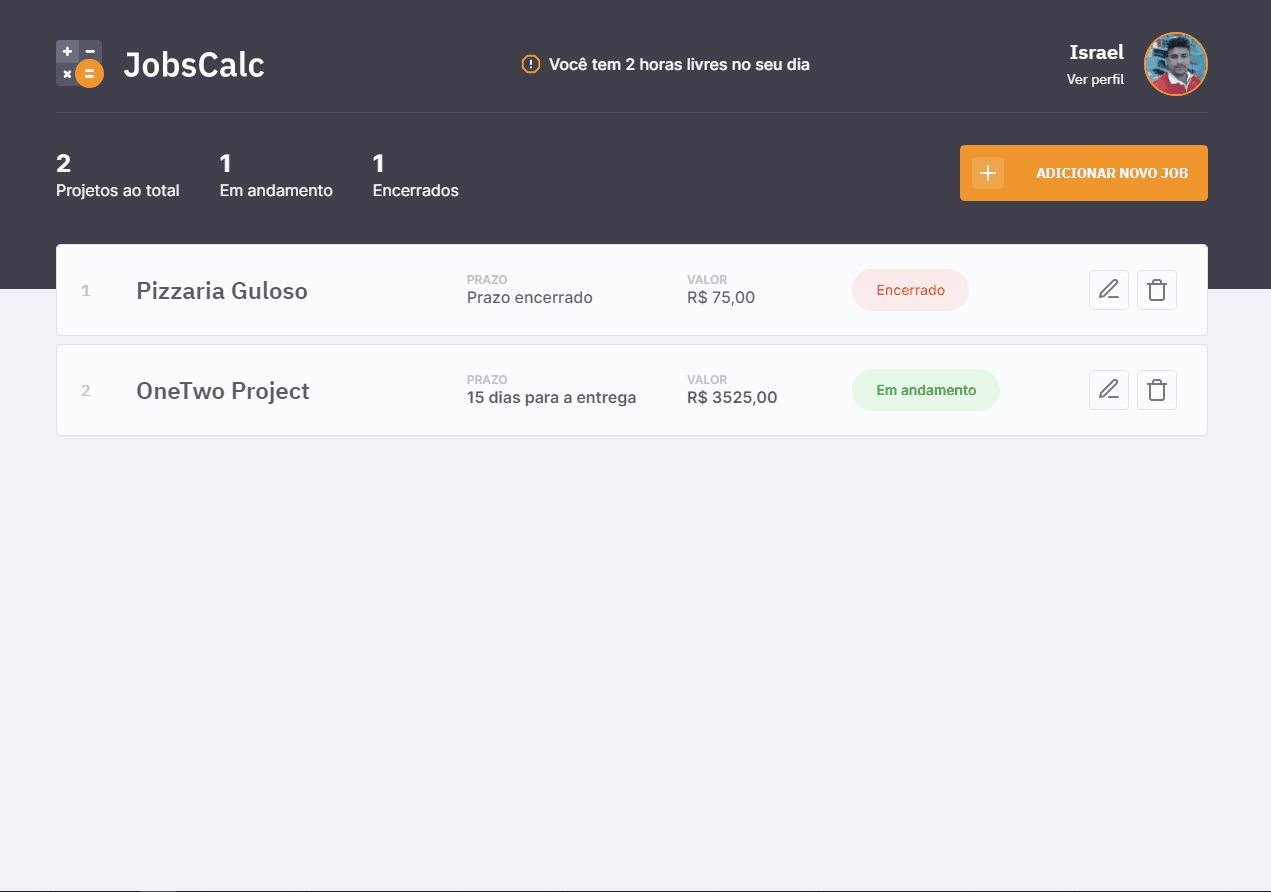 JobsCalc
Você tem 2 horas livres no seu dia
Israel
Ver perfil
2
Projetos ao total
1
Em andamento
1
Encerrados
ADICIONAR NOVO JOB
1
Pizzaria Guloso
PRAZO
Prazo encerrado
VALOR
R$ 75,00
Encerrado
2
OneTwo Project
PRAZO
15 dias para a entrega
VALOR
R$ 3525,00
Em andamento